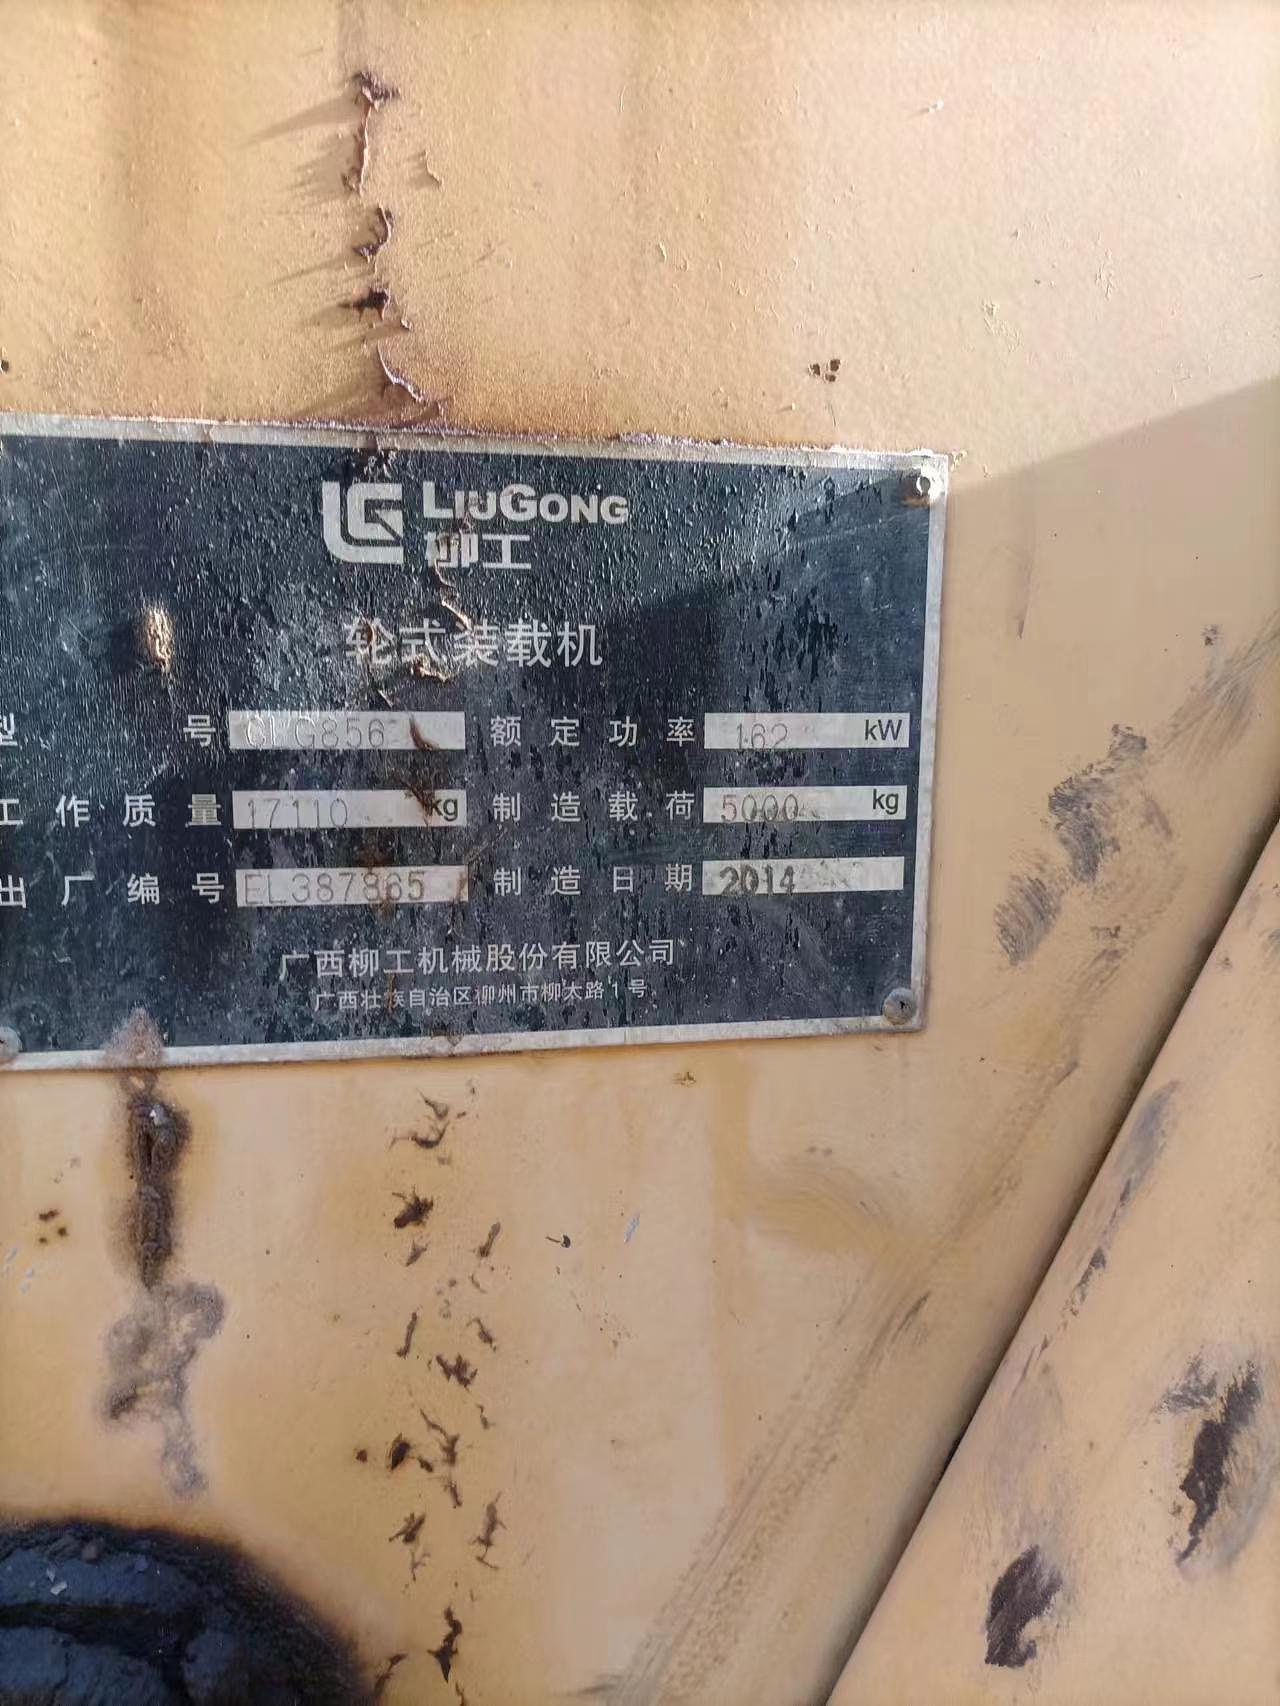 LIUGONG
柳工
轮式装载机
型 号 CLG856 额定功率 162 kW
工作质量 17110 kg 制造载荷 5000 kg
出厂编号 EL387865 制造日期 2014
广西柳工机械股份有限公司
广西壮族自治区柳州市柳太路1号